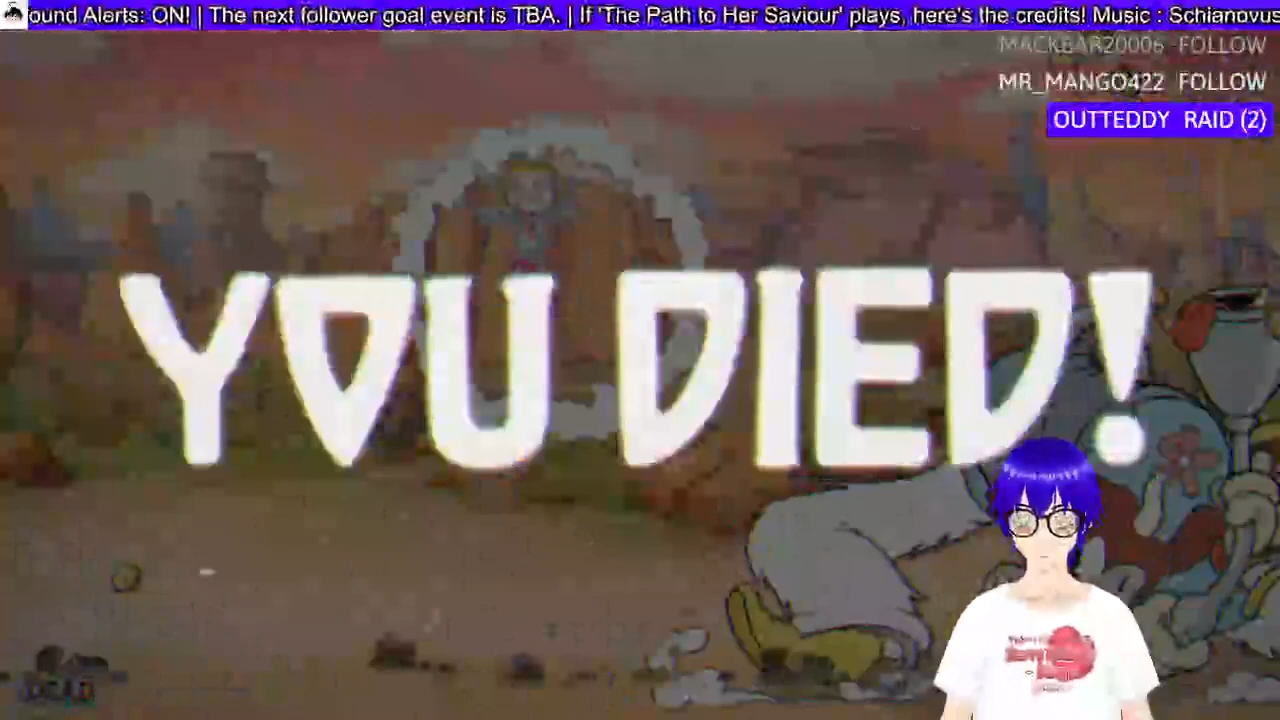 ound Alerts: ON! | The next follower goal event is TBA. | If 'The Path to Her Saviour' plays, here's the credits! Music : Schianovus
MACKBAR20006 FOLLOW
MR_MANGO422 FOLLOW
OUTTEDDY RAID (2)
YOU DIED!
DEAD